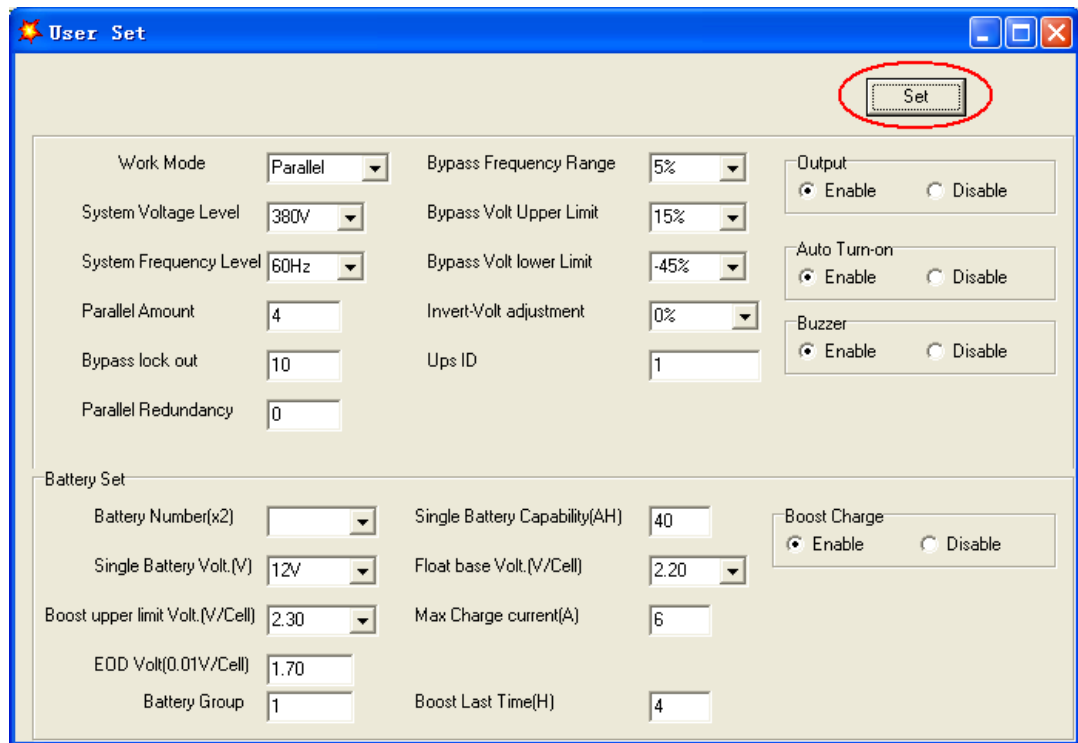 User Set
Set
Work Mode Parallel Bypass Frequency Range 5% Output
Enable Disable
System Voltage Level 380V Bypass Volt Upper Limit 15%
Auto Turn-on
System Frequency Level 60Hz Bypass Volt lower Limit -45% Enable Disable
Parallel Amount 4 Invert-Volt adjustment 0%
Buzzer
Bypass lock out 10 Ups ID 1 Enable Disable
Parallel Redundancy 0
Battery Set
Battery Number(x2) Single Battery Capability(AH) 40 Boost Charge
Enable Disable
Single Battery Volt.(V) 12V Float base Volt.(V/Cell) 2.20
Boost upper limit Volt.(V/Cell) 2.30 Max Charge current(A) 6
EOD Volt(0.01V/Cell) 1.70
Battery Group 1 Boost Last Time(H) 4